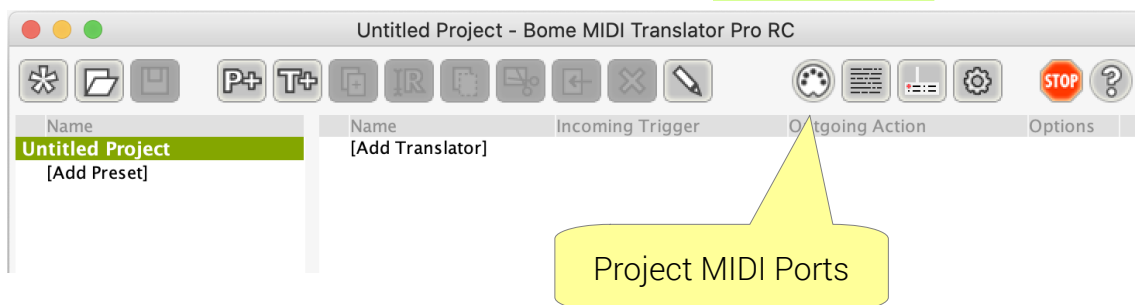 Untitled Project - Bome MIDI Translator Pro RC
P+ T+ R STOP ?
Name Name Incoming Trigger Outgoing Action Options
Untitled Project [Add Translator]
[Add Preset]
Project MIDI Ports